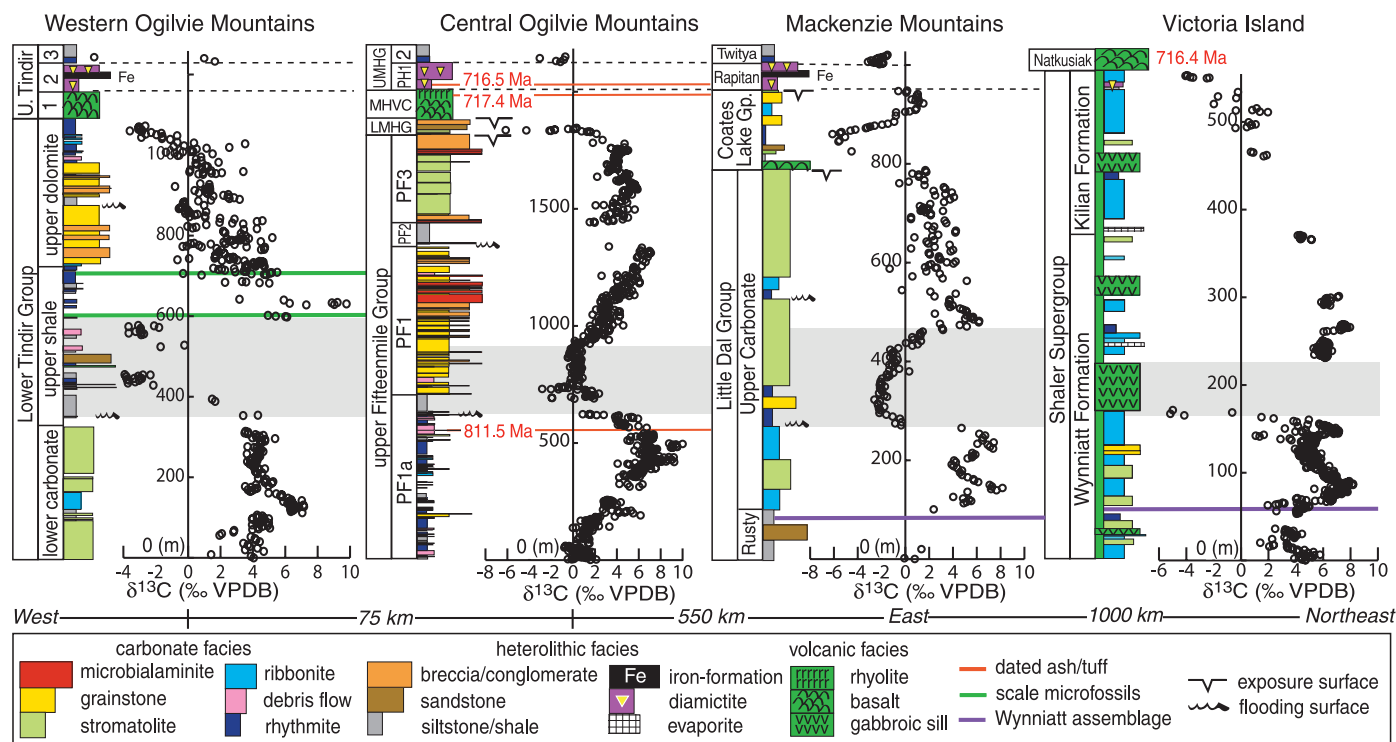 Western Ogilvie Mountains
Central Ogilvie Mountains
Mackenzie Mountains
Victoria Island
U. Tindir
3
2
1
Fe
Lower Tindir Group
upper dolomite
upper shale
lower carbonate
1000
800
600
400
200
0 (m)
-4 -2 0 2 4 6 8 10
δ13C (‰ VPDB)
UMHG
2
PH1
MHVC
LMHG
716.5 Ma
717.4 Ma
upper Fifteenmile Group
PF3
PF2
PF1
PF1a
811.5 Ma
1500
1000
500
0 (m)
-8 -6 -4 -2 0 2 4 6 8 10
δ13C (‰ VPDB)
Twitya
Rapitan
Fe
Coates
Lake Gp.
Little Dal Group
Upper Carbonate
Rusty
800
600
400
200
0 (m)
-8 -6 -4 -2 0 2 4 6 8 10
δ13C (‰ VPDB)
Natkusiak
716.4 Ma
Shaler Supergroup
Kilian Formation
Wynniatt Formation
500
400
300
200
100
0 (m)
-6 -4 -2 0 2 4 6 8 10
δ13C (‰ VPDB)
West 75 km 550 km East 1000 km Northeast
carbonate facies
microbialaminite
grainstone
stromatolite
ribbonite
debris flow
rhythmite
heterolithic facies
breccia/conglomerate
sandstone
siltstone/shale
Fe iron-formation
diamictite
evaporite
volcanic facies
rhyolite
basalt
gabbroic sill
dated ash/tuff
scale microfossils
Wynniatt assemblage
exposure surface
flooding surface